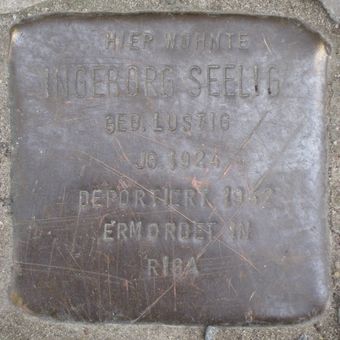 HIER WOHNTE
INGEBORG SEELIG
GEB. LUSTIG
JG. 1924
DEPORTIERT 1942
ERMORDET IN
RIGA